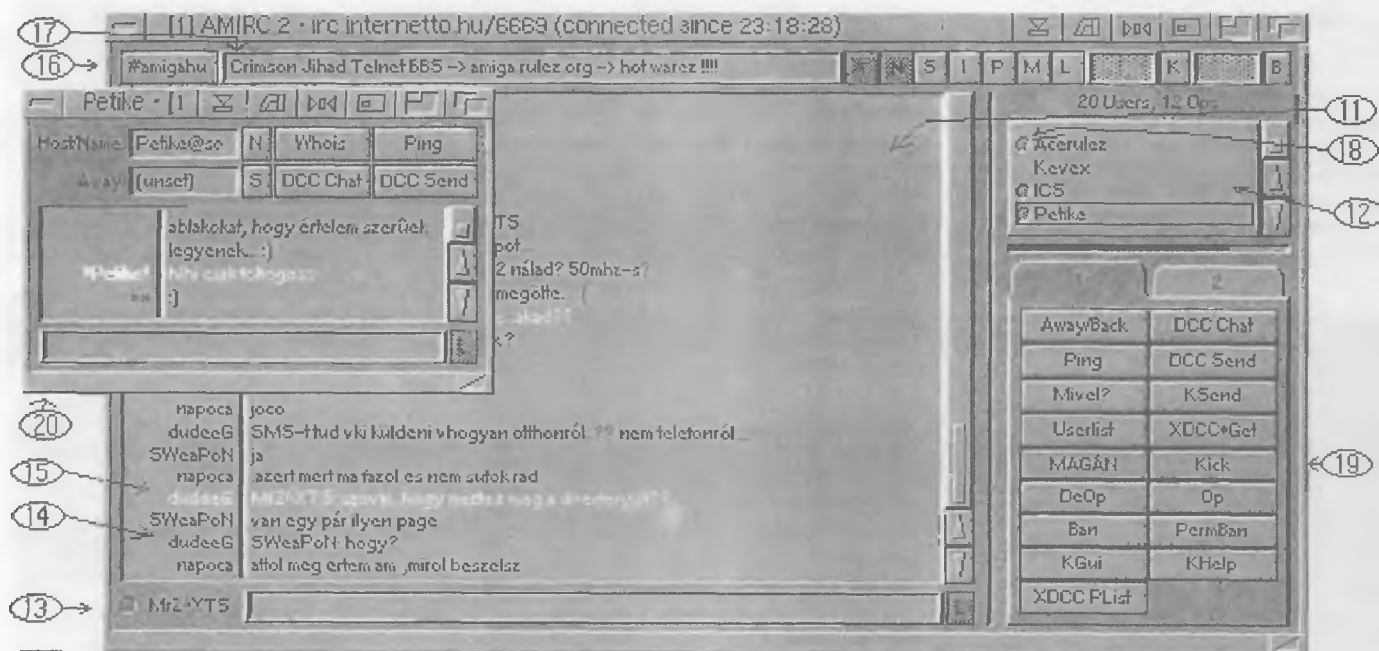 17
[1] AMIRC 2 - irc internetto.hu/6669 (connected since 23:18:28)
16
#amigahu Crimson Jihad Telnet 665 -> amiga rulez org -> hot warez !!!!
T N S I P M L K B
Petike - [1
20 Users, 12 Ops
11
HostName Petike@se N Whois Ping
Away (unset) S DCC Chat DCC Send
@ Acerulez
18
Kevex
@ ICS
12
@ Petike
ablakokat, hogy értelem szerűek
legyenek... :)
*Petike*
:)
TS
pot
2 nálad? 50mhz-s?
megötte. (
k?
1 2
Away/Back DCC Chat
Ping DCC Send
Mivel? KSend
Userlist XDCC+Get
MAGÁN Kick
DeOp Op
Ban PermBan
KGui KHelp
XDCC PList
19
20
napoca joco
dudeeG SMS-t tud vki kuldeni vhogyan otthonról ?? nem telefonról ...
SWeaPoN ja
15
napoca azert mert ma fazol es nem sutok rad
dudeeG
14
SWeaPoN van egy pár ilyen page
dudeeG SWeaPoN: hogy?
napoca attol meg ertem am ,mirol beszelsz
13
MrZ^XTS